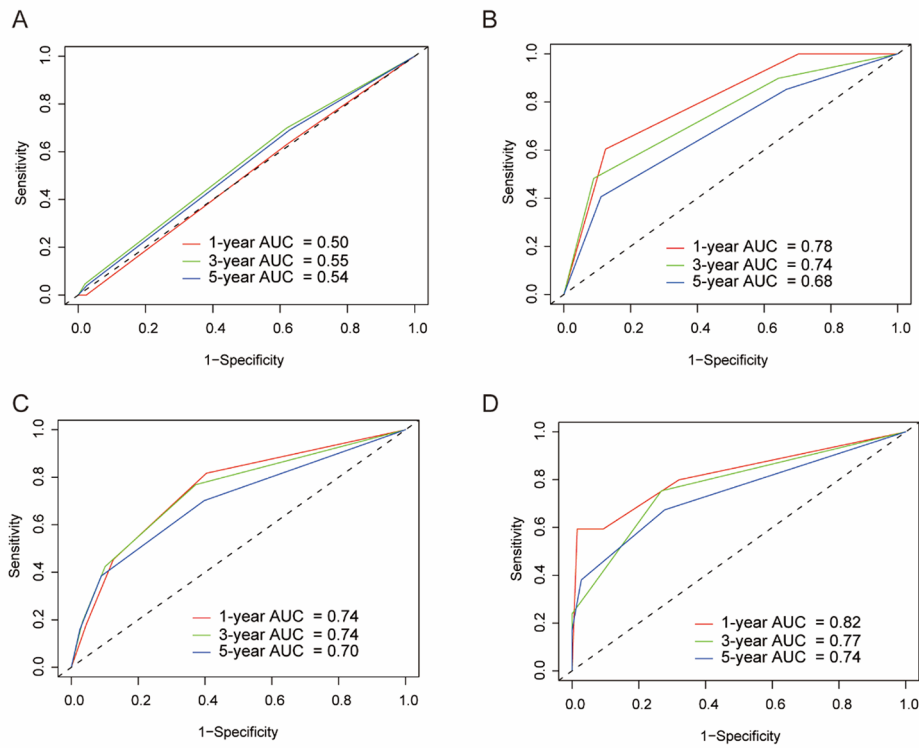 A
1.0
0.8
0.6
0.4
0.2
0.0
Sensitivity
1-year AUC = 0.50
3-year AUC = 0.55
5-year AUC = 0.54
0.0 0.2 0.4 0.6 0.8 1.0
1−Specificity
B
1.0
0.8
0.6
0.4
0.2
0.0
Sensitivity
1-year AUC = 0.78
3-year AUC = 0.74
5-year AUC = 0.68
0.0 0.2 0.4 0.6 0.8 1.0
1−Specificity
C
1.0
0.8
0.6
0.4
0.2
0.0
Sensitivity
1-year AUC = 0.74
3-year AUC = 0.74
5-year AUC = 0.70
0.0 0.2 0.4 0.6 0.8 1.0
1−Specificity
D
1.0
0.8
0.6
0.4
0.2
0.0
Sensitivity
1-year AUC = 0.82
3-year AUC = 0.77
5-year AUC = 0.74
0.0 0.2 0.4 0.6 0.8 1.0
1−Specificity